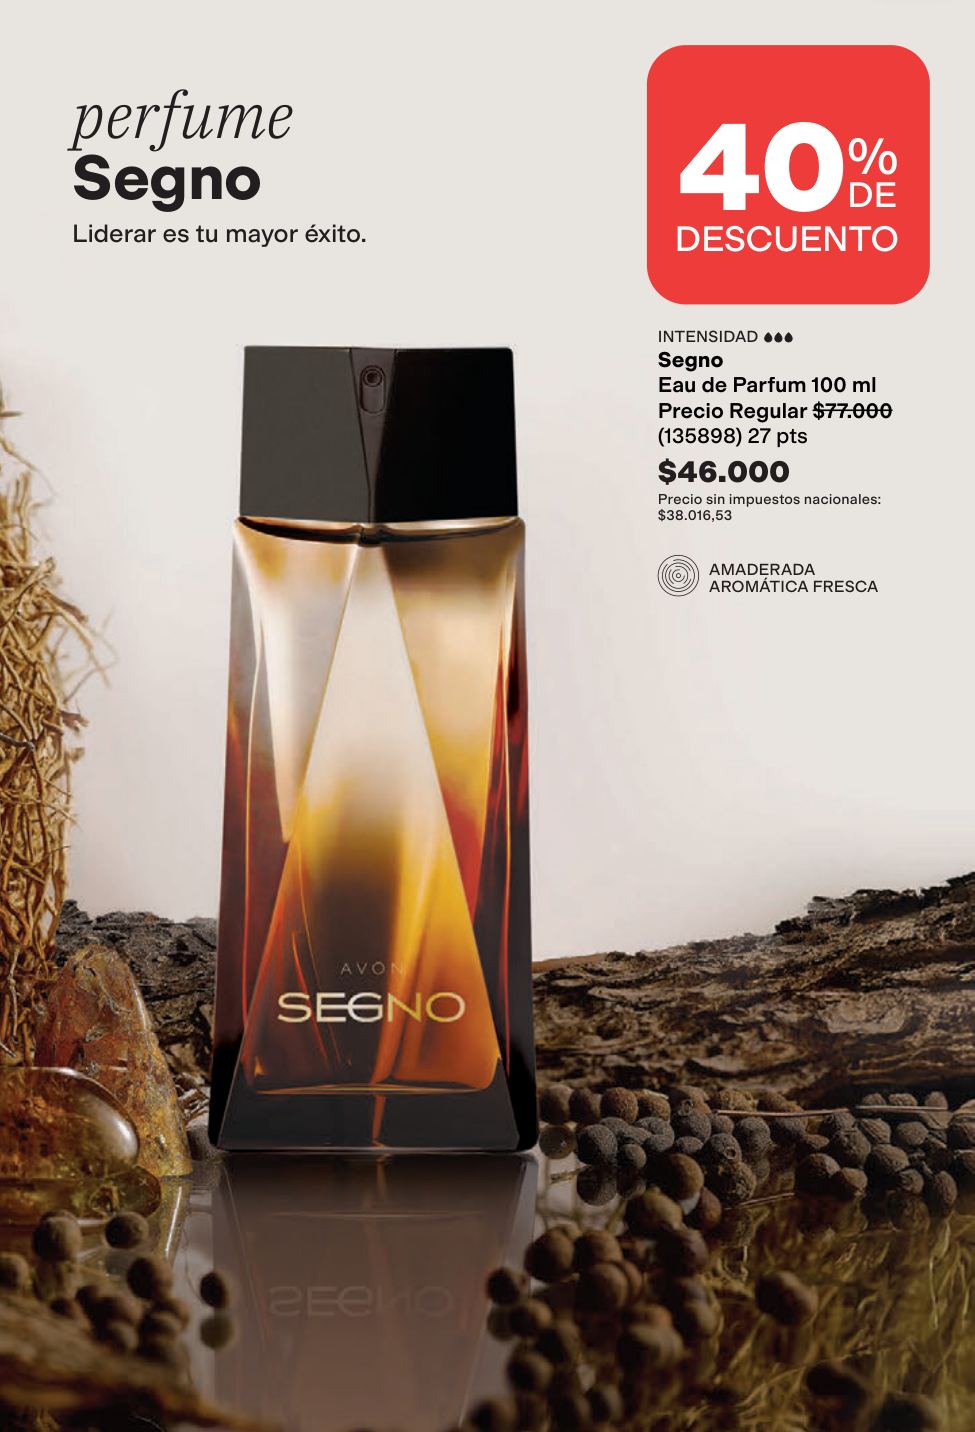 perfume
Segno
Liderar es tu mayor éxito.
40%
DE
DESCUENTO
INTENSIDAD
Segno
Eau de Parfum 100 ml
Precio Regular $77.000
(135898) 27 pts
$46.000
Precio sin impuestos nacionales:
$38.016,53
AMADERADA
AROMÁTICA FRESCA
AVON
SEGNO